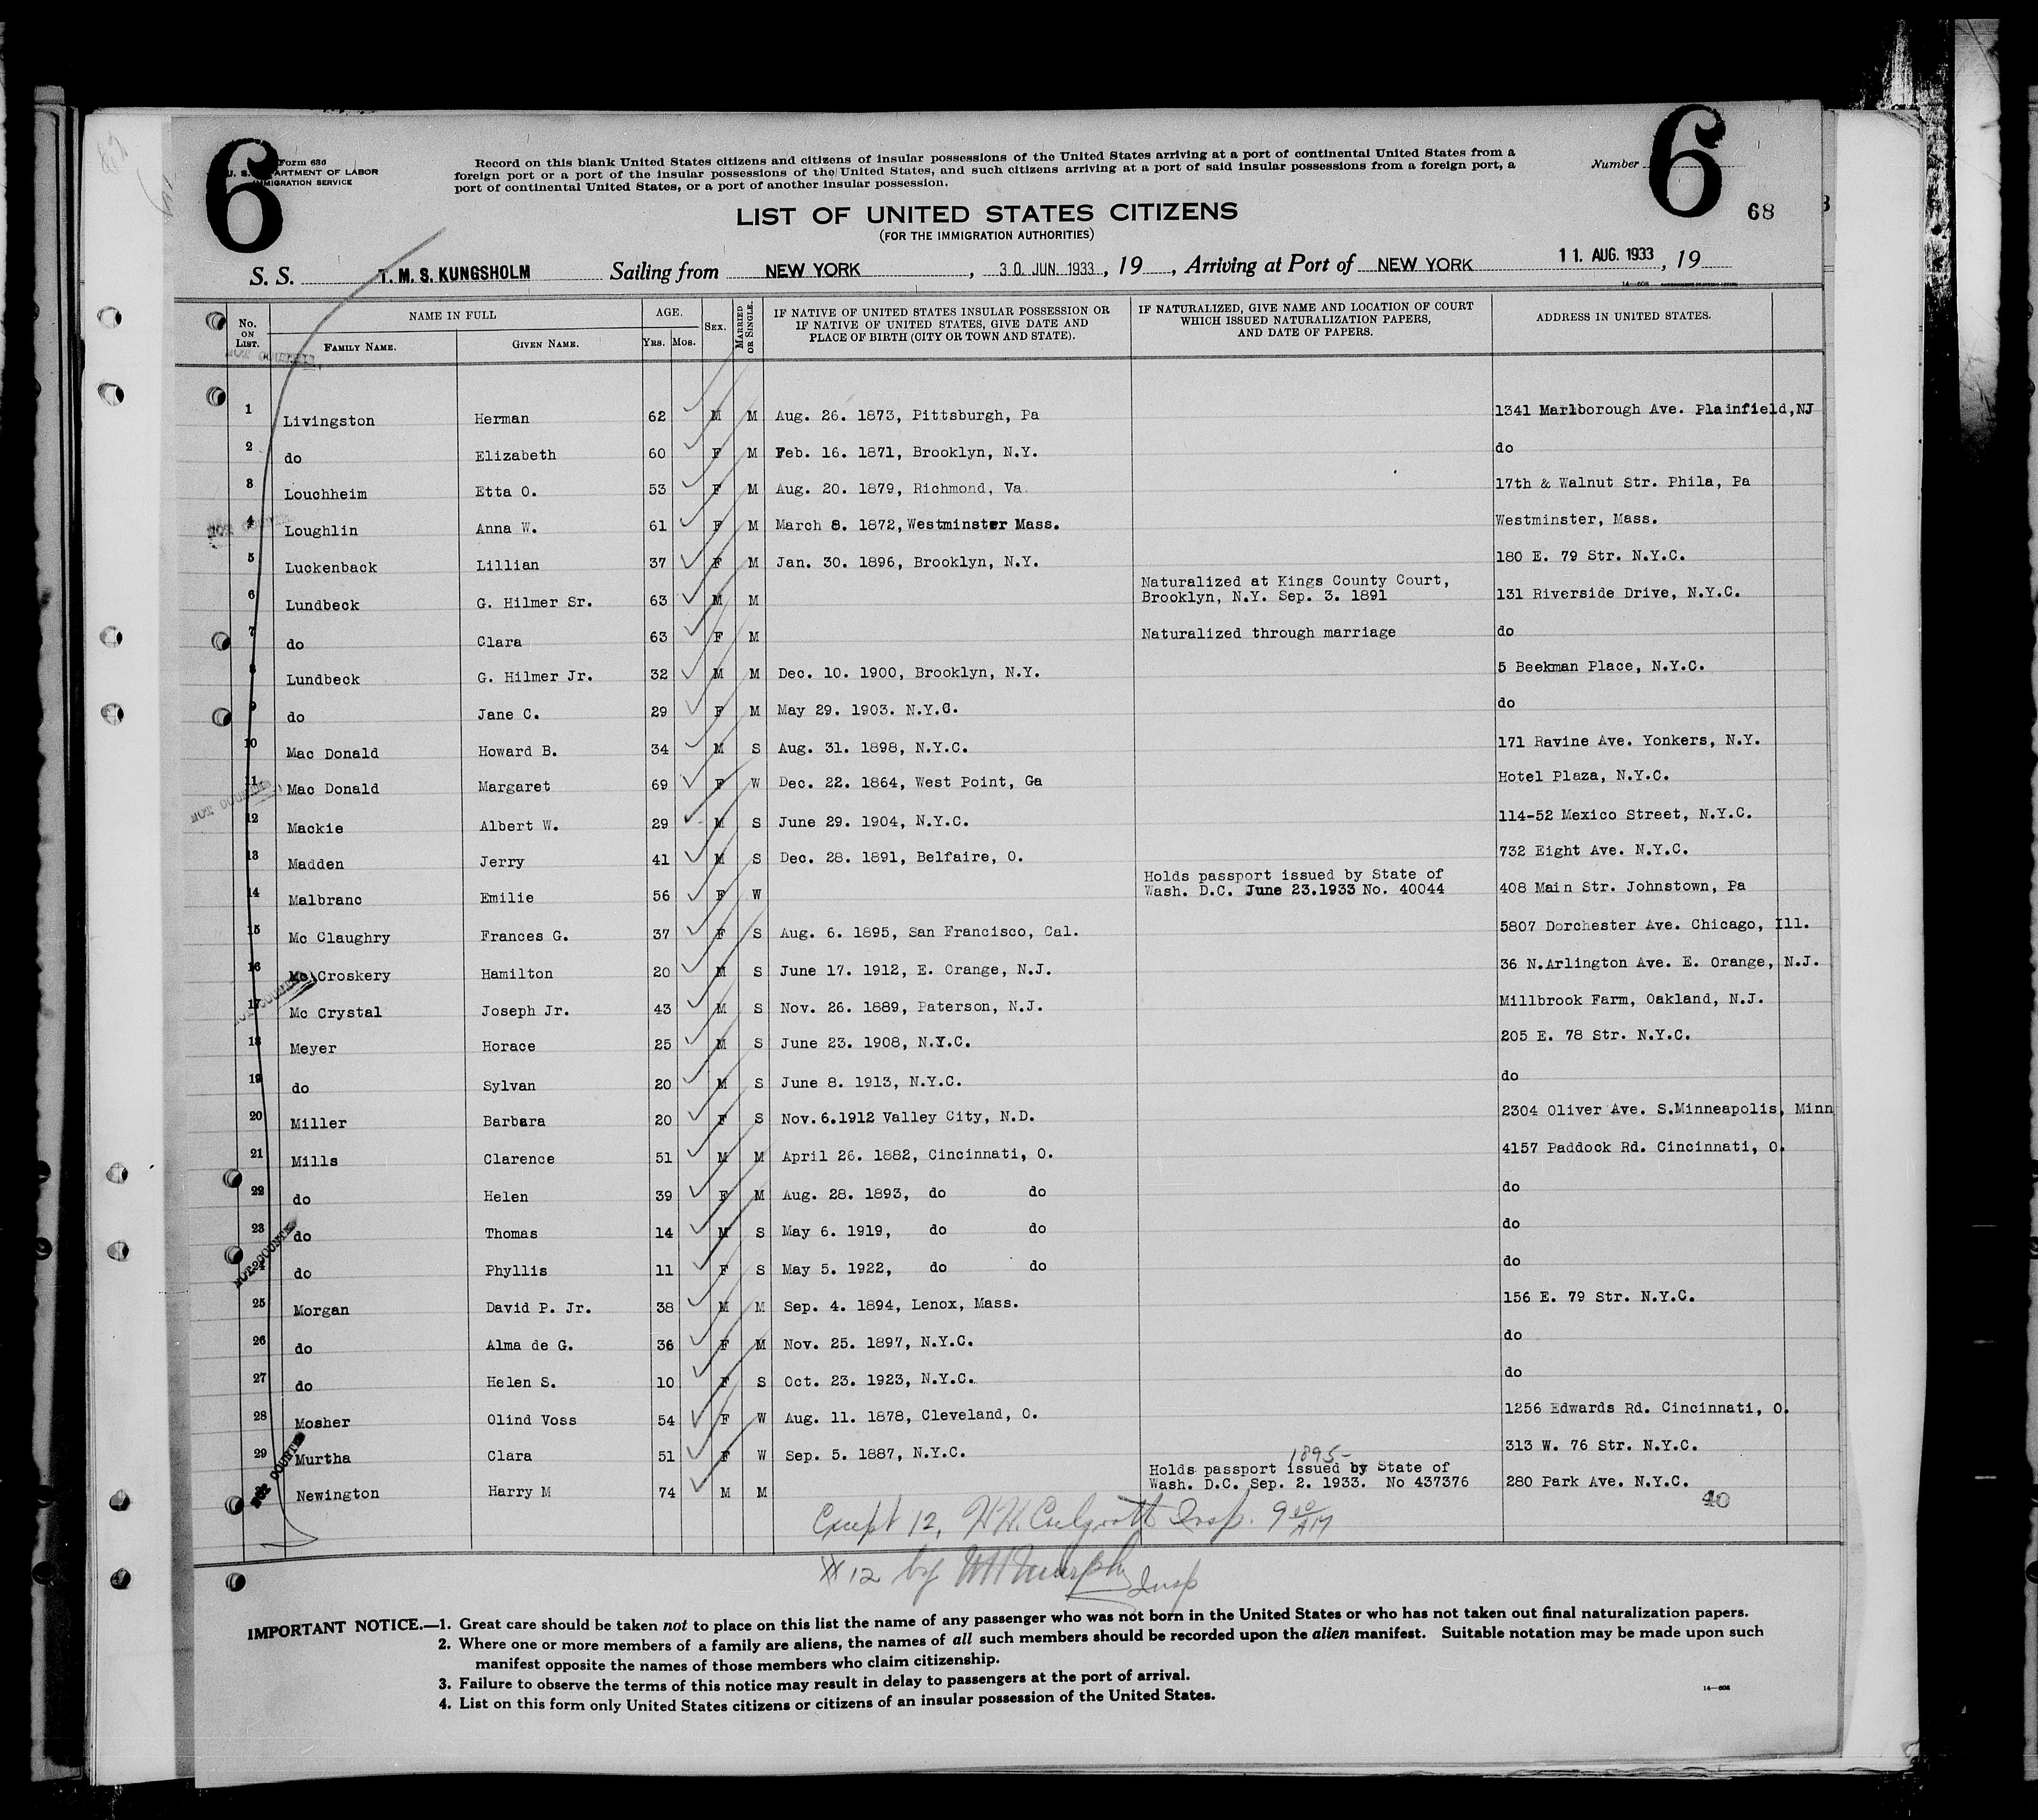 6
6
Form 686
U. S. DEPARTMENT OF LABOR
IMMIGRATION SERVICE
Record on this blank United States citizens and citizens of insular possessions of the United States arriving at a port of continental United States from a
foreign port or a port of the insular possessions of the United States, and such citizens arriving at a port of said insular possessions from a foreign port, a
port of continental United States, or a port of another insular possession.
Number
68
LIST OF UNITED STATES CITIZENS
(FOR THE IMMIGRATION AUTHORITIES)
S. S. T. M. S. KUNGSHOLM Sailing from NEW YORK, 30. JUN. 1933, 19, Arriving at Port of NEW YORK 11. AUG. 1933, 19
No. ON LIST. NAME IN FULL FAMILY NAME. GIVEN NAME. AGE. YRS. MOS. SEX. MARRIED OR SINGLE. IF NATIVE OF UNITED STATES INSULAR POSSESSION OR IF NATIVE OF UNITED STATES, GIVE DATE AND PLACE OF BIRTH (CITY OR TOWN AND STATE). IF NATURALIZED, GIVE NAME AND LOCATION OF COURT WHICH ISSUED NATURALIZATION PAPERS, AND DATE OF PAPERS. ADDRESS IN UNITED STATES.
1 Livingston Herman 62 M M Aug. 26. 1873, Pittsburgh, Pa 1341 Marlborough Ave. Plainfield,NJ
2 do Elizabeth 60 F M Feb. 16. 1871, Brooklyn, N.Y. do
3 Louchheim Etta O. 53 F M Aug. 20. 1879, Richmond, Va. 17th & Walnut Str. Phila, Pa
4 Loughlin Anna W. 61 F M March 8. 1872, Westminster Mass. Westminster, Mass.
5 Luckenback Lillian 37 F M Jan. 30. 1896, Brooklyn, N.Y. 180 E. 79 Str. N.Y.C.
6 Lundbeck G. Hilmer Sr. 63 M M Naturalized at Kings County Court, Brooklyn, N.Y. Sep. 3. 1891 131 Riverside Drive, N.Y.C.
7 do Clara 63 F M Naturalized through marriage do
8 Lundbeck G. Hilmer Jr. 32 M M Dec. 10. 1900, Brooklyn, N.Y. 5 Beekman Place, N.Y.C.
9 do Jane C. 29 F M May 29. 1903. N.Y.C. do
10 Mac Donald Howard B. 34 M S Aug. 31. 1898, N.Y.C. 171 Ravine Ave. Yonkers, N.Y.
11 Mac Donald Margaret 69 F W Dec. 22. 1864, West Point, Ga Hotel Plaza, N.Y.C.
12 Mackie Albert W. 29 M S June 29. 1904, N.Y.C. 114-52 Mexico Street, N.Y.C.
13 Madden Jerry 41 M S Dec. 28. 1891, Belfaire, O. 732 Eight Ave. N.Y.C.
14 Malbranc Emilie 56 F W Holds passport issued by State of Wash. D.C. June 23.1933 No. 40044 408 Main Str. Johnstown, Pa
15 Mc Claughry Frances G. 37 F S Aug. 6. 1895, San Francisco, Cal. 5807 Dorchester Ave. Chicago, Ill.
16 Mc Croskery Hamilton 20 M S June 17. 1912, E. Orange, N.J. 36 N.Arlington Ave. E. Orange, N.J.
17 Mc Crystal Joseph Jr. 43 M S Nov. 26. 1889, Paterson, N.J. Millbrook Farm, Oakland, N.J.
18 Meyer Horace 25 M S June 23. 1908, N.Y.C. 205 E. 78 Str. N.Y.C.
19 do Sylvan 20 M S June 8. 1913, N.Y.C. do
20 Miller Barbara 20 F S Nov.6.1912 Valley City, N.D. 2304 Oliver Ave. S.Minneapolis, Minn
21 Mills Clarence 51 M M April 26. 1882, Cincinnati, O. 4157 Paddock Rd. Cincinnati, O.
22 do Helen 39 F M Aug. 28. 1893, do do do
23 do Thomas 14 M S May 6. 1919, do do do
24 do Phyllis 11 F S May 5. 1922, do do do
25 Morgan David P. Jr. 38 M M Sep. 4. 1894, Lenox, Mass. 156 E. 79 Str. N.Y.C.
26 do Alma de G. 36 F M Nov. 25. 1897, N.Y.C. do
27 do Helen S. 10 F S Oct. 23. 1923, N.Y.C. do
28 Mosher Olind Voss 54 F W Aug. 11. 1878, Cleveland, O. 1256 Edwards Rd. Cincinnati, O.
29 Murtha Clara 51 F W Sep. 5. 1887, N.Y.C. 313 W. 76 Str. N.Y.C.
1895-
Newington Harry M 74 M M Holds passport issued by State of Wash. D.C. Sep. 2. 1933. No 437376 280 Park Ave. N.Y.C.
40
Except 12, Insp. 9 AM
12 by Murphy Insp
IMPORTANT NOTICE.—1. Great care should be taken not to place on this list the name of any passenger who was not born in the United States or who has not taken out final naturalization papers.
2. Where one or more members of a family are aliens, the names of all such members should be recorded upon the alien manifest. Suitable notation may be made upon such
manifest opposite the names of those members who claim citizenship.
3. Failure to observe the terms of this notice may result in delay to passengers at the port of arrival.
4. List on this form only United States citizens or citizens of an insular possession of the United States.